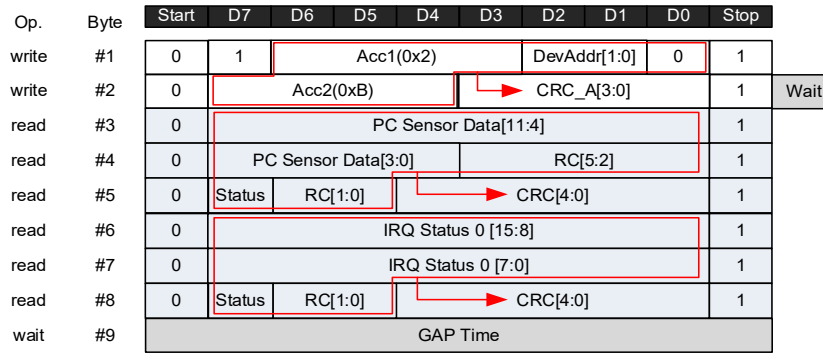 Op. Byte Start D7 D6 D5 D4 D3 D2 D1 D0 Stop
write #1 0 1 Acc1(0x2) DevAddr[1:0] 0 1
write #2 0 Acc2(0xB) CRC_A[3:0] 1 Wait
read #3 0 PC Sensor Data[11:4] 1
read #4 0 PC Sensor Data[3:0] RC[5:2] 1
read #5 0 Status RC[1:0] CRC[4:0] 1
read #6 0 IRQ Status 0 [15:8] 1
read #7 0 IRQ Status 0 [7:0] 1
read #8 0 Status RC[1:0] CRC[4:0] 1
wait #9 GAP Time